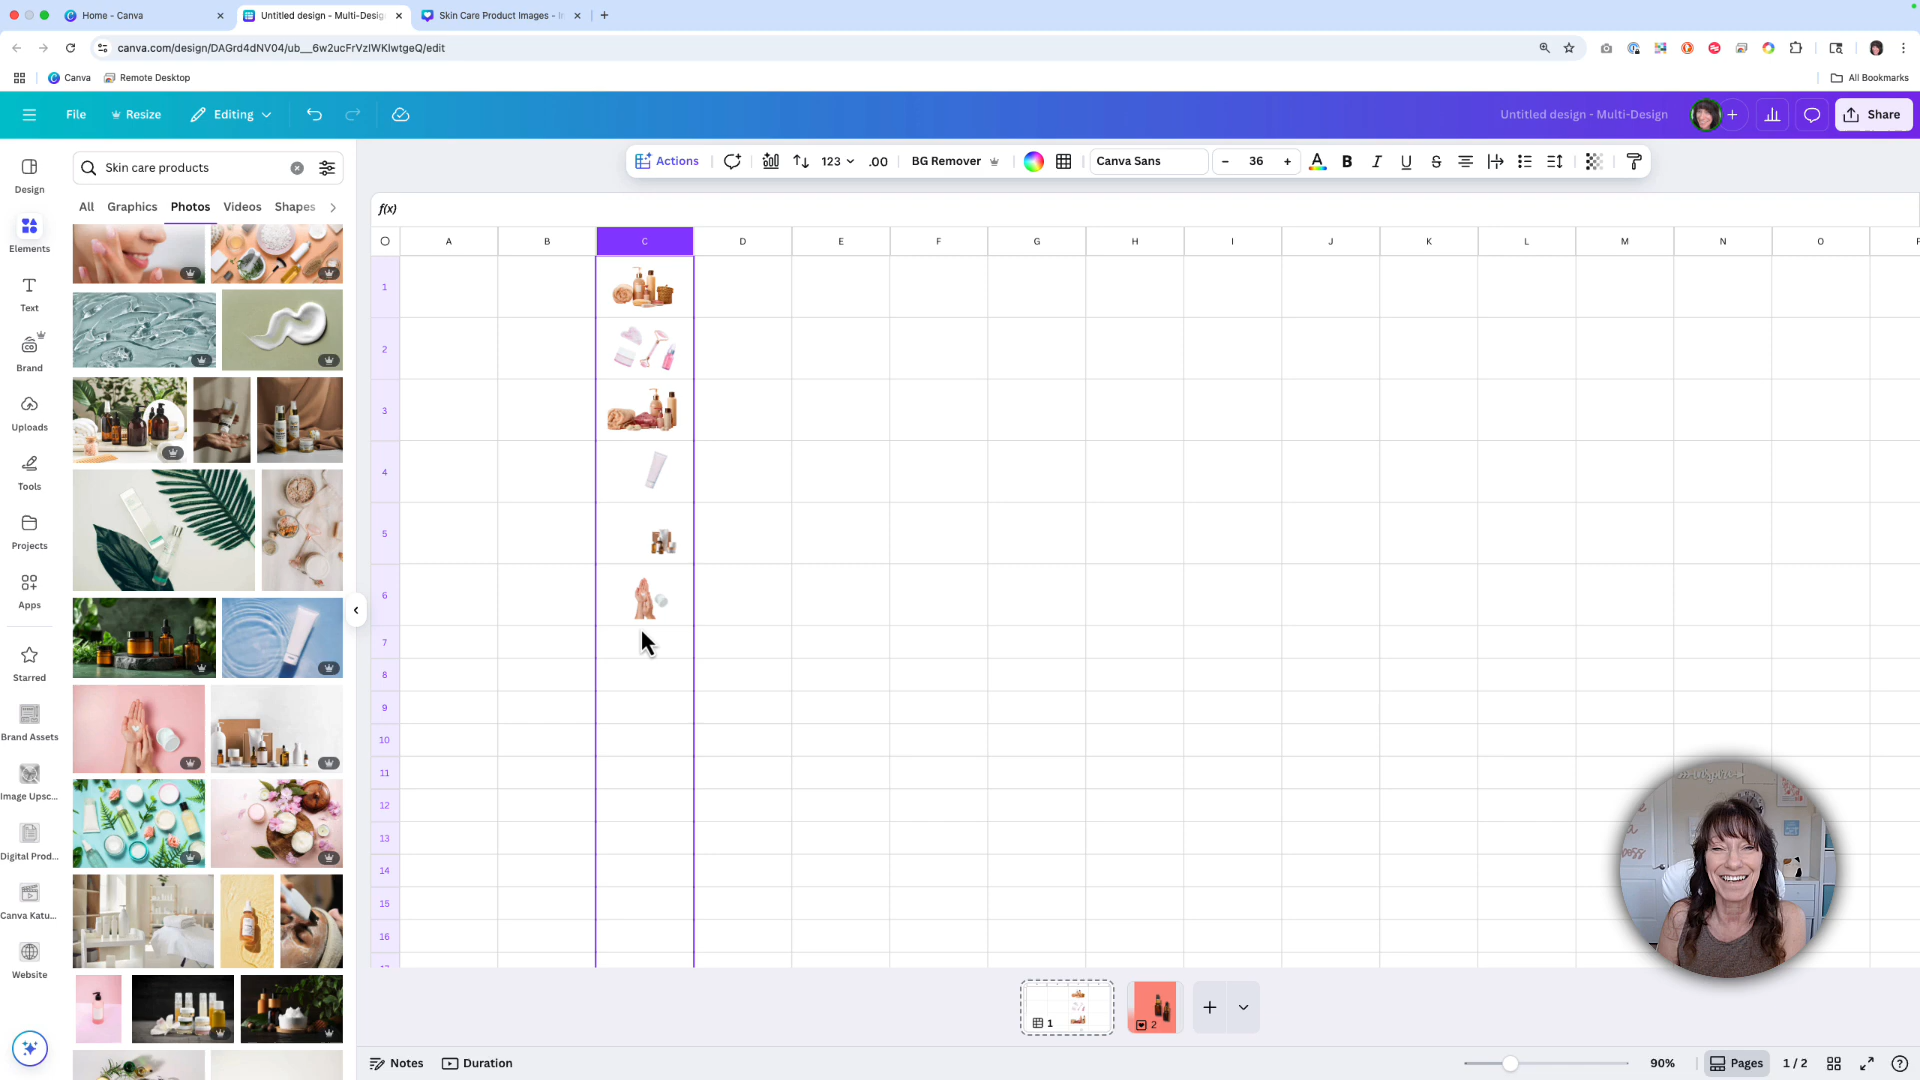 Home - Canva
Untitled design - Multi-Desig
Skin Care Product Images - I
canva.com/design/DAGrd4dNV04/ub__6w2ucFrVzIWKIwtgeQ/edit
Canva
Remote Desktop
All Bookmarks
File
Resize
Editing
Untitled design - Multi-Design
Share
Skin care products
Actions
123
.00
BG Remover
Canva Sans
36
A
B
I
U
S
All
Graphics
Photos
Videos
Shapes
f(x)
A B C D E F G H I J K L M N O
1
2
3
4
5
6
7
8
9
10
11
12
13
14
15
16
Design
Elements
Text
Brand
Uploads
Tools
Projects
Apps
Starred
Brand Assets
Image Upsc...
Digital Prod...
Canva Katu...
Website
1
2
Notes
Duration
90%
Pages
1 / 2